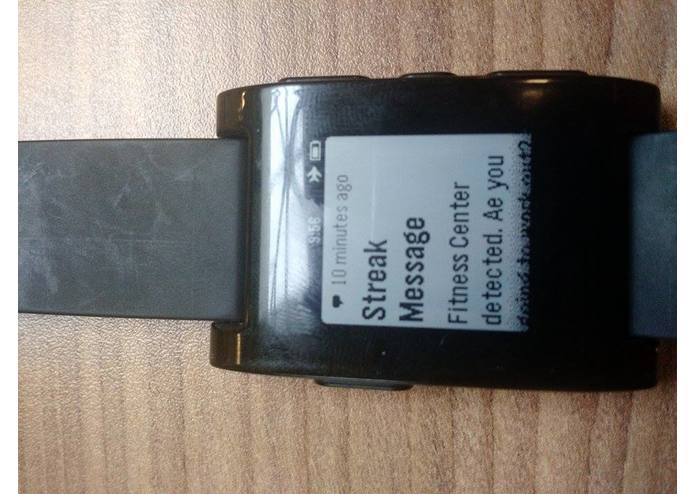 9:56
10 minutes ago
Streak
Message
Fitness Center
detected. Ae you